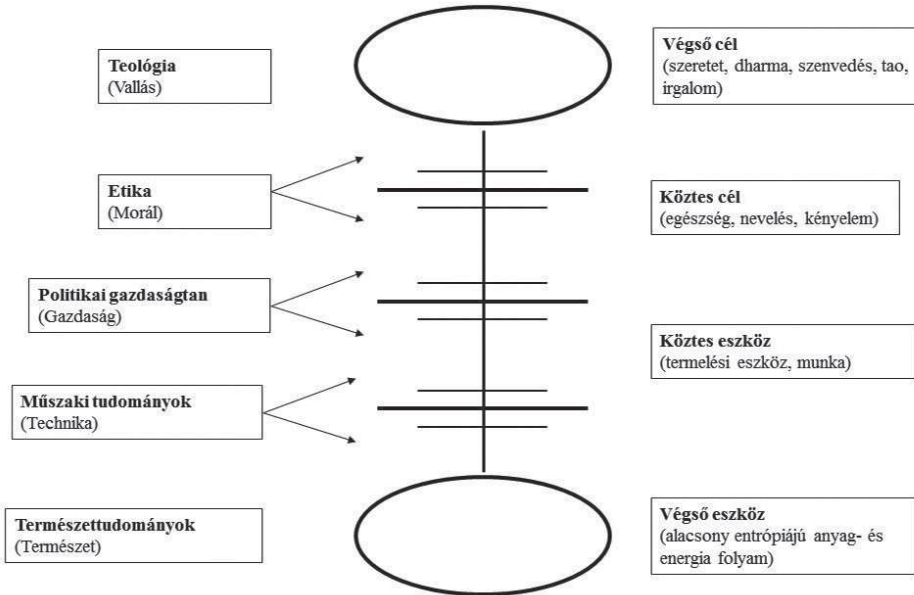 Teológia
(Vallás)
Végső cél
(szeretet, dharma, szenvedés, tao,
irgalom)
Etika
(Morál)
Köztes cél
(egészség, nevelés, kényelem)
Politikai gazdaságtan
(Gazdaság)
Köztes eszköz
(termelési eszköz, munka)
Műszaki tudományok
(Technika)
Természettudományok
(Természet)
Végső eszköz
(alacsony entrópiájú anyag- és
energia folyam)